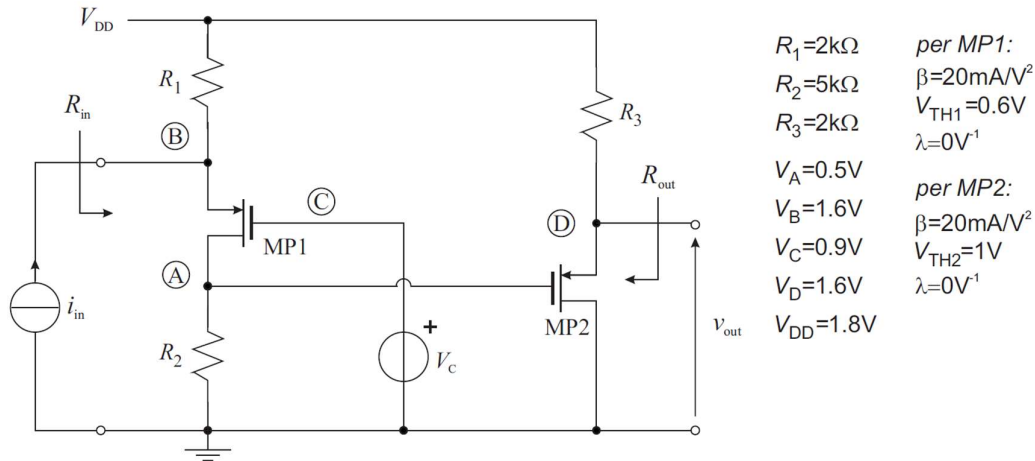 V_DD
R_1
R_in
R_3
B
R_out
C
D
MP1
A
MP2
i_in
R_2
+
V_C
v_out
R_1=2kΩ
R_2=5kΩ
R_3=2kΩ
V_A=0.5V
V_B=1.6V
V_C=0.9V
V_D=1.6V
V_DD=1.8V
per MP1:
β=20mA/V²
V_TH1=0.6V
λ=0V⁻¹
per MP2:
β=20mA/V²
V_TH2=1V
λ=0V⁻¹